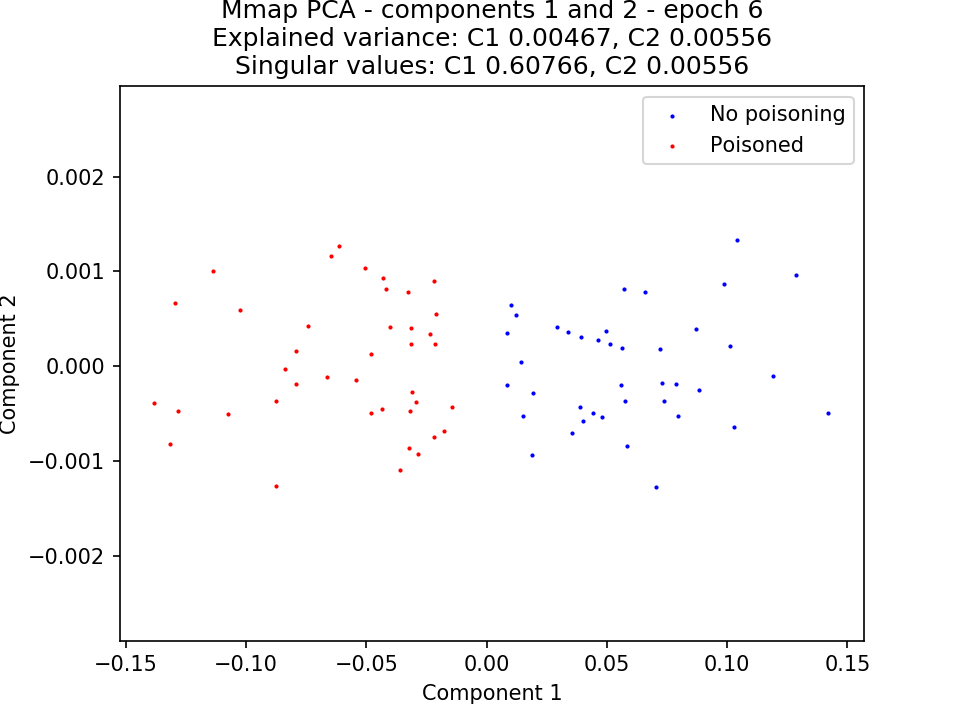 Mmap PCA - components 1 and 2 - epoch 6
Explained variance: C1 0.00467, C2 0.00556
Singular values: C1 0.60766, C2 0.00556
No poisoning
Poisoned
Component 2
0.002
0.001
0.000
−0.001
−0.002
−0.15
−0.10
−0.05
0.00
0.05
0.10
0.15
Component 1